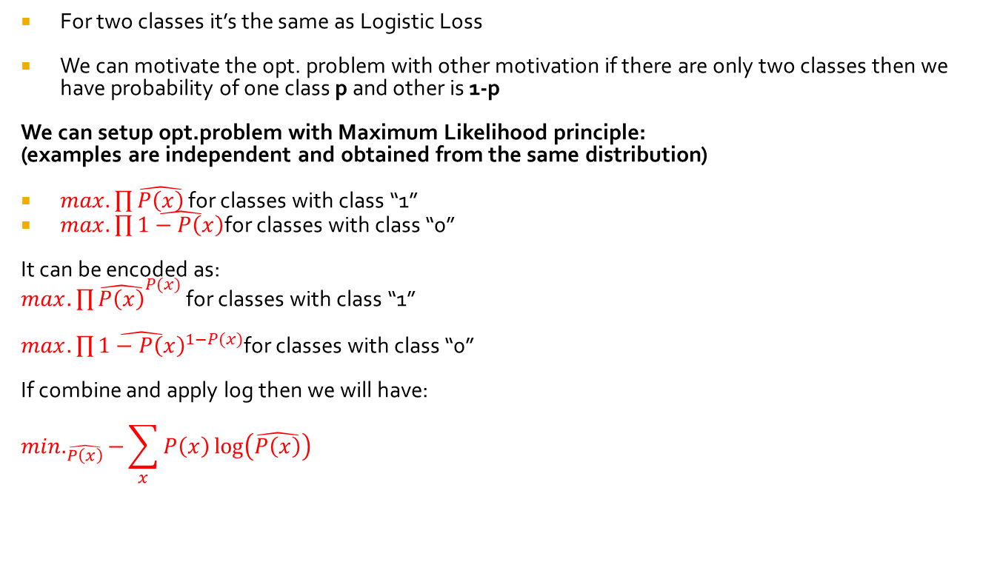 ▪ For two classes it’s the same as Logistic Loss
▪ We can motivate the opt. problem with other motivation if there are only two classes then we
have probability of one class p and other is 1-p
We can setup opt.problem with Maximum Likelihood principle:
(examples are independent and obtained from the same distribution)
▪ $max. \prod \widehat{P(x)}$ for classes with class “1”
▪ $max. \prod 1 \widehat{- P(}x)$for classes with class “0”
It can be encoded as:
$max. \prod \widehat{P(x)}^{P(x)}$ for classes with class “1”
$max. \prod 1 \widehat{- P(}x)^{1-P(x)}$for classes with class “0”
If combine and apply log then we will have:
$min._{\widehat{P(x)}} - \sum_{x} P(x) \log(\widehat{P(x)})$